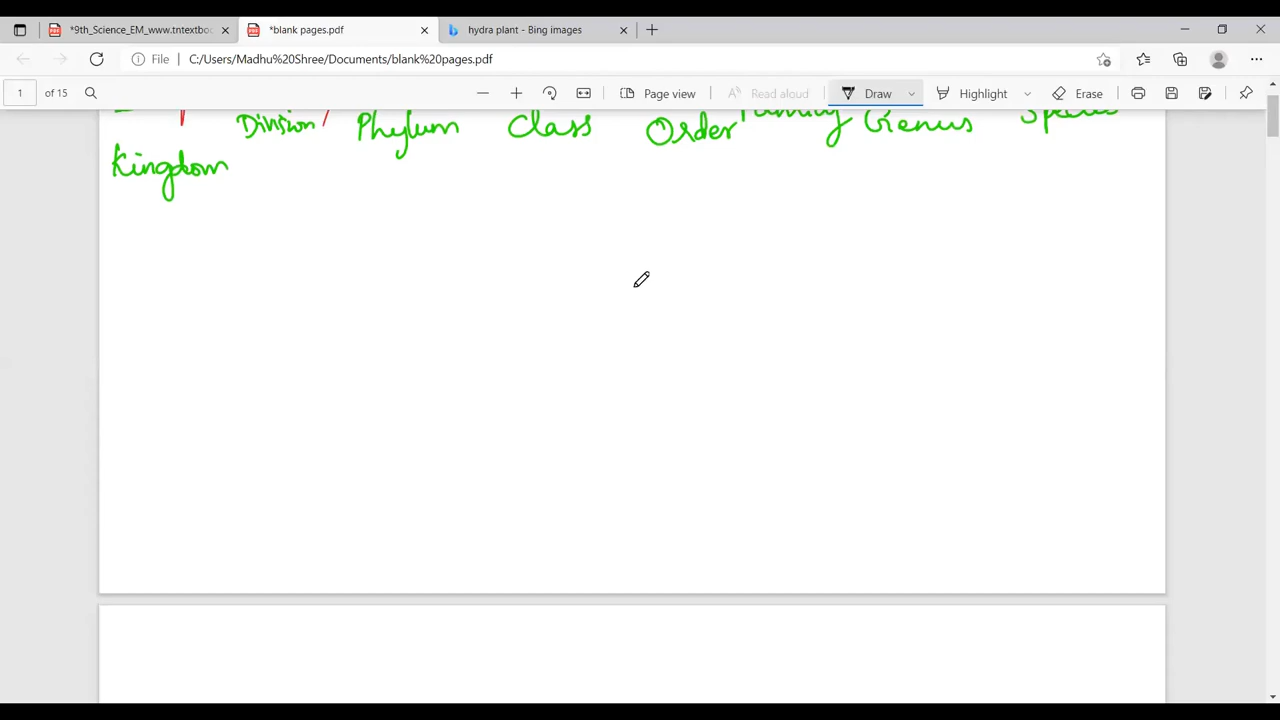 *9th_Science_EM_www.tntextboo
*blank pages.pdf
hydra plant - Bing images
File
C:/Users/Madhu%20Shree/Documents/blank%20pages.pdf
1 of 15
Page view
Read aloud
Draw
Highlight
Erase
Division / Phylum Class Order Family Genus Species
Kingdom